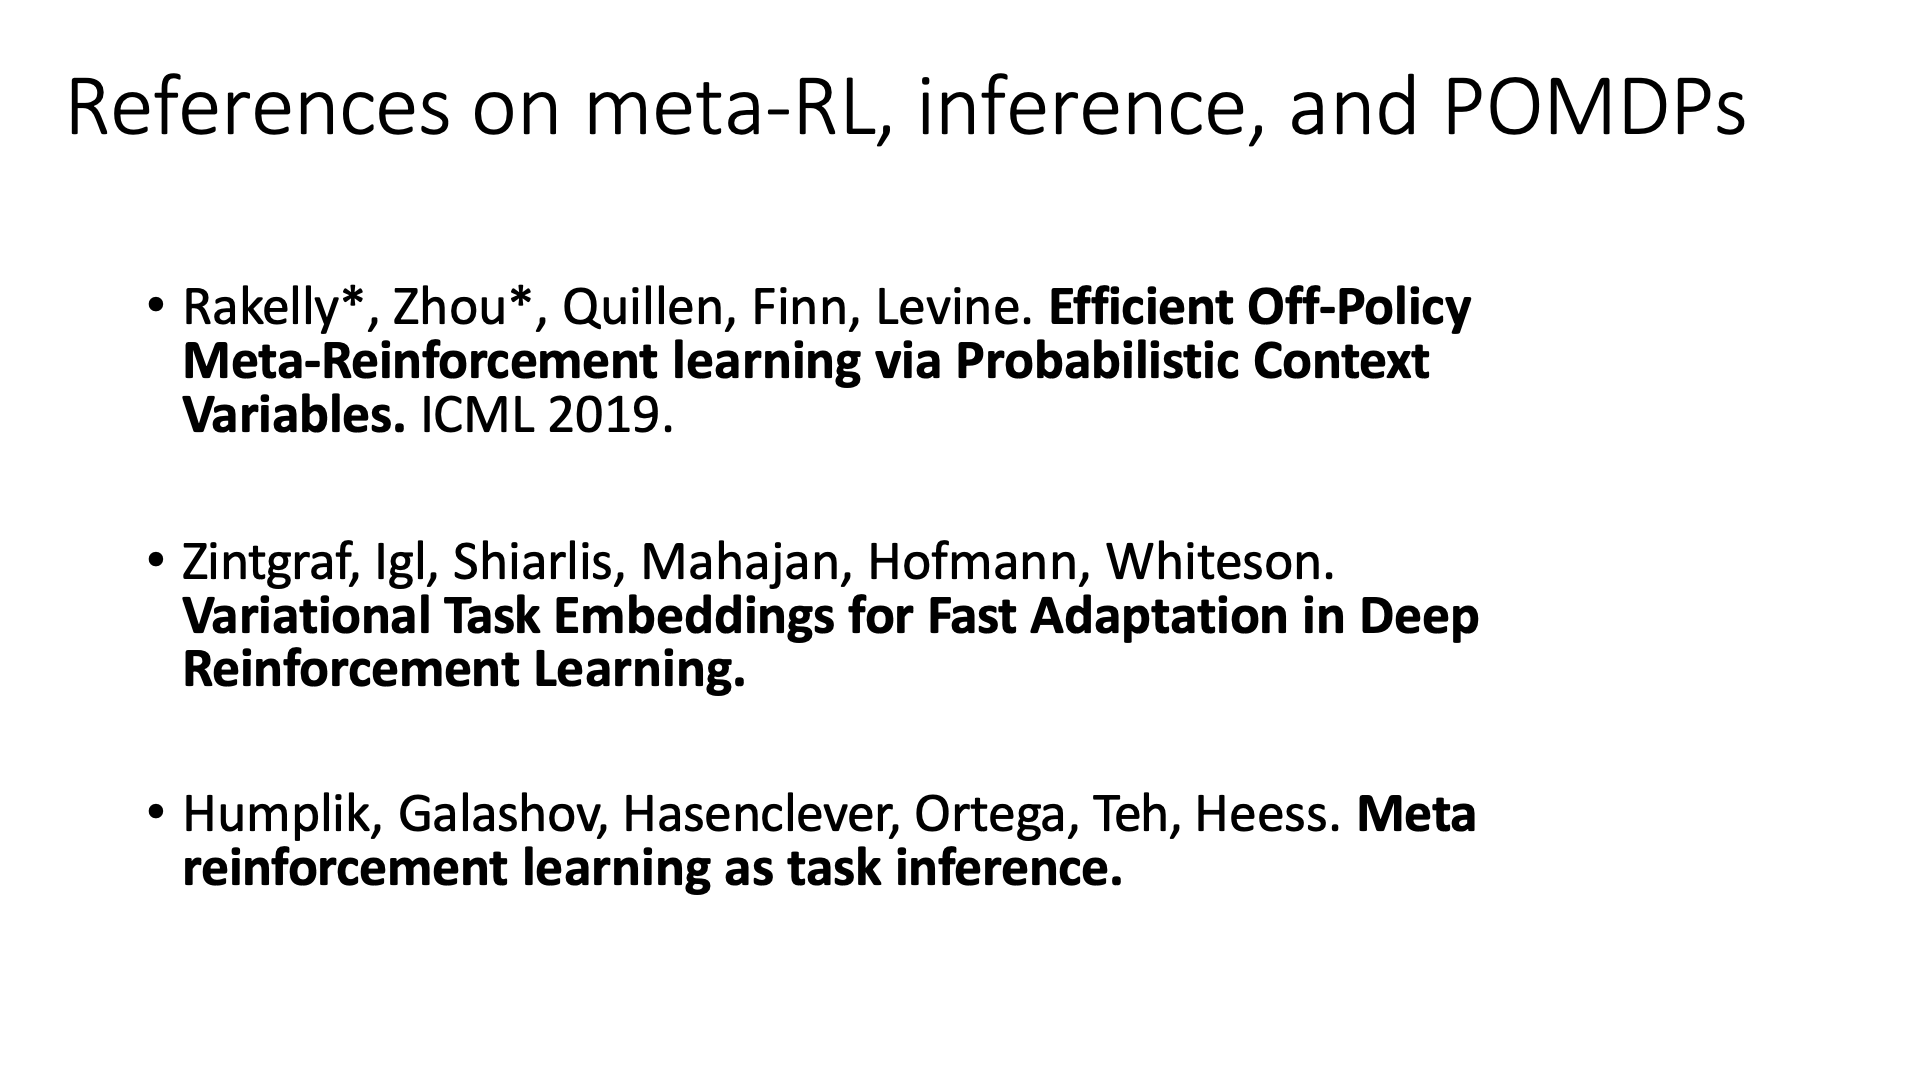 References on meta-RL, inference, and POMDPs
• Rakelly*, Zhou*, Quillen, Finn, Levine. Efficient Off-Policy
Meta-Reinforcement learning via Probabilistic Context
Variables. ICML 2019.
• Zintgraf, Igl, Shiarlis, Mahajan, Hofmann, Whiteson.
Variational Task Embeddings for Fast Adaptation in Deep
Reinforcement Learning.
• Humplik, Galashov, Hasenclever, Ortega, Teh, Heess. Meta
reinforcement learning as task inference.